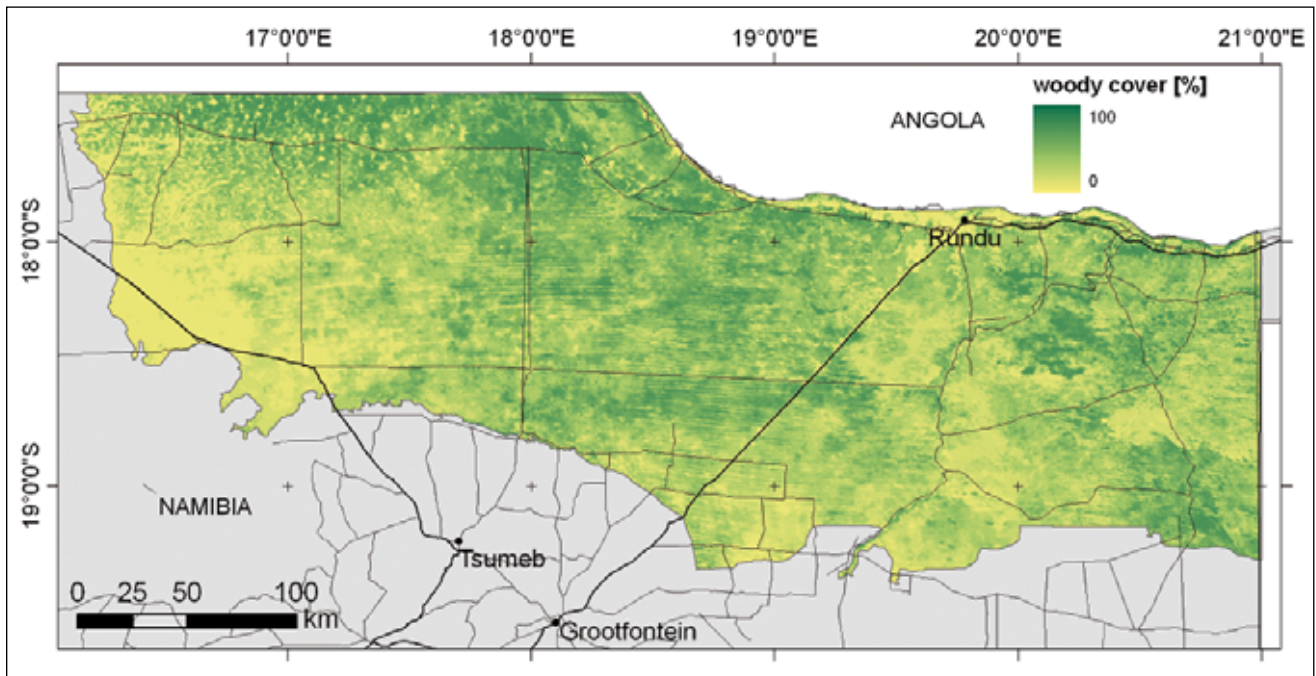 17°0'0"E 18°0'0"E 19°0'0"E 20°0'0"E 21°0'0"E
woody cover [%]
100
0
ANGOLA
18°0'0"S
Rundu
19°0'0"S
NAMIBIA
Tsumeb
0 25 50 100
km
Grootfontein